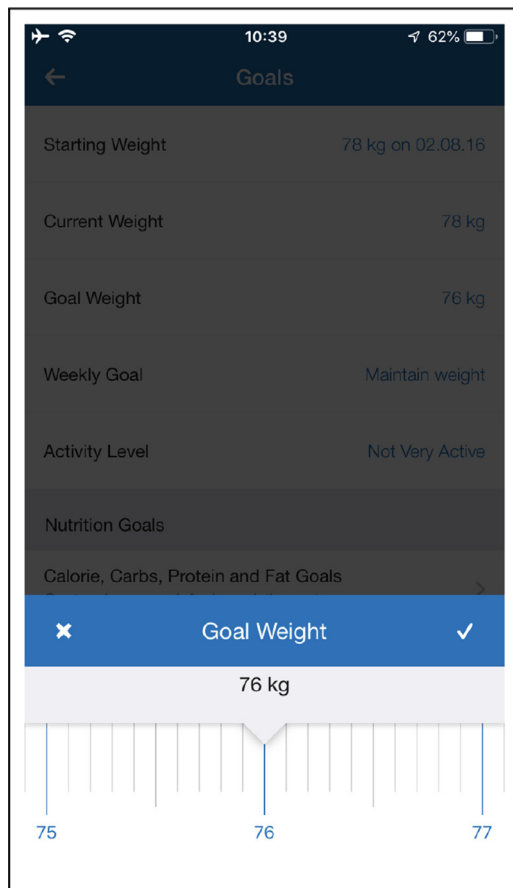 10:39
62%
Goals
Starting Weight 78 kg on 02.08.16
Current Weight 78 kg
Goal Weight 76 kg
Weekly Goal Maintain weight
Activity Level Not Very Active
Nutrition Goals
Calorie, Carbs, Protein and Fat Goals
Goal Weight
76 kg
75 76 77